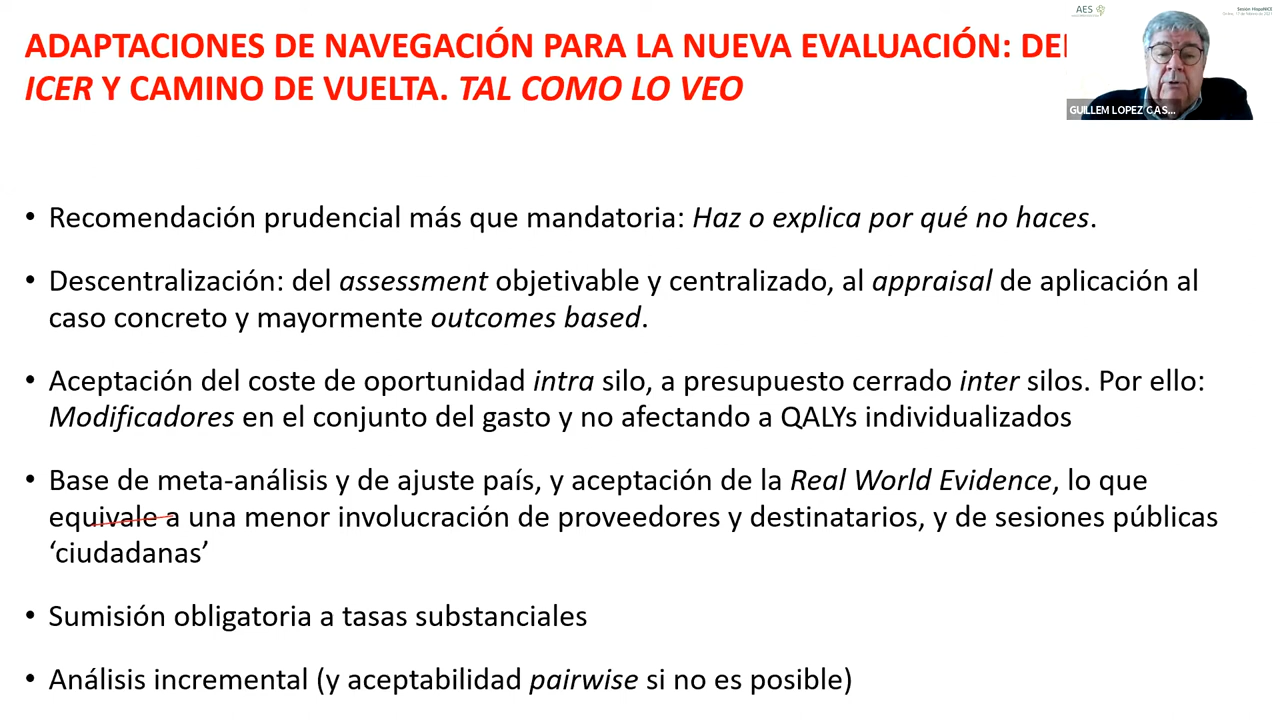 AES
Sesión HispaNICE
ADAPTACIONES DE NAVEGACIÓN PARA LA NUEVA EVALUACIÓN: DEL
ICER Y CAMINO DE VUELTA. TAL COMO LO VEO
GUILLEM LOPEZ CAS...
• Recomendación prudencial más que mandatoria: Haz o explica por qué no haces.
• Descentralización: del assessment objetivable y centralizado, al appraisal de aplicación al
caso concreto y mayormente outcomes based.
• Aceptación del coste de oportunidad intra silo, a presupuesto cerrado inter silos. Por ello:
Modificadores en el conjunto del gasto y no afectando a QALYs individualizados
• Base de meta-análisis y de ajuste país, y aceptación de la Real World Evidence, lo que
equivale a una menor involucración de proveedores y destinatarios, y de sesiones públicas
‘ciudadanas’
• Sumisión obligatoria a tasas substanciales
• Análisis incremental (y aceptabilidad pairwise si no es posible)